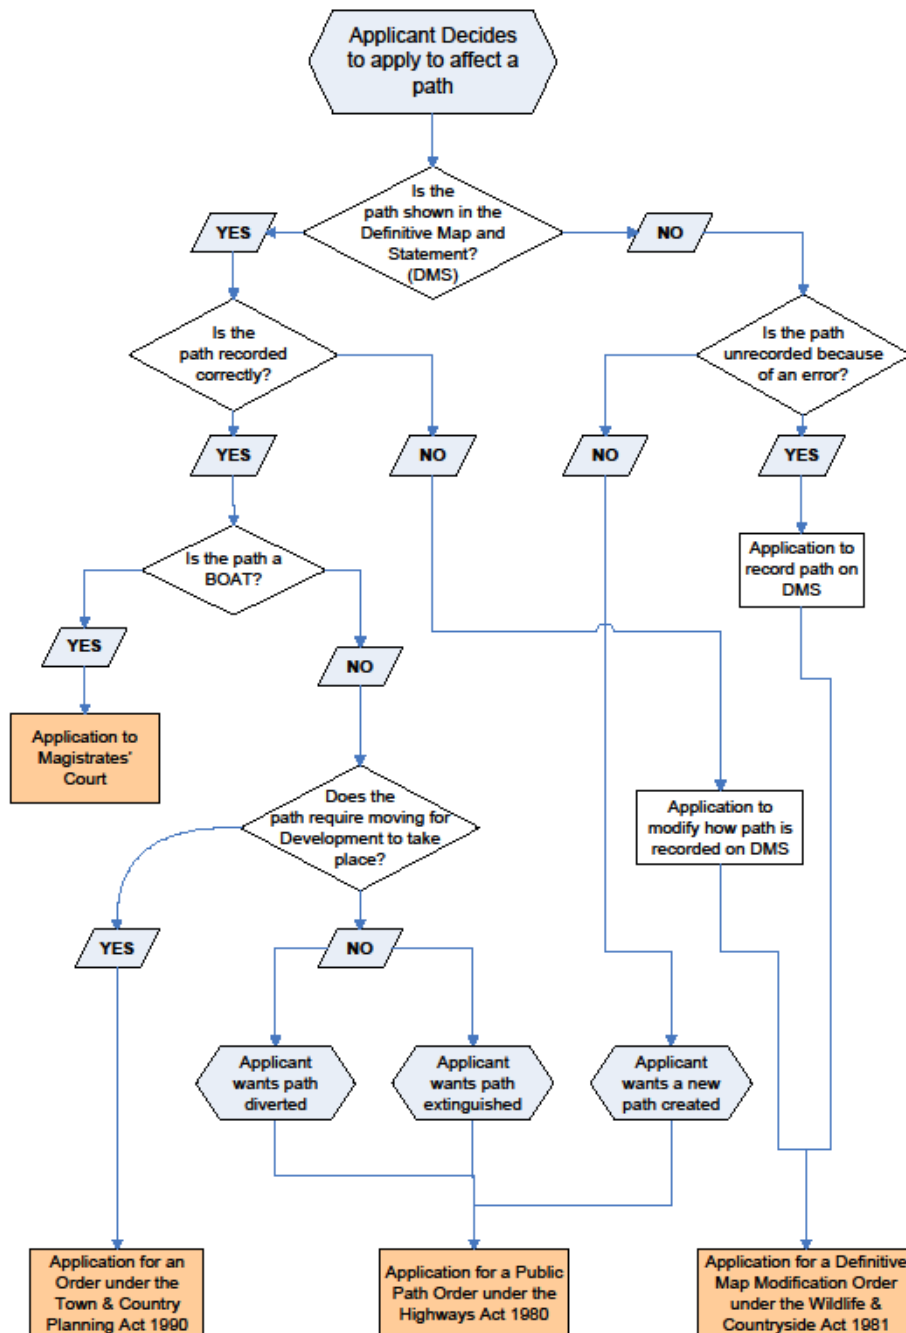 Applicant Decides
to apply to affect a
path
Is the
path shown in the
Definitive Map and
Statement?
(DMS)
YES
NO
Is the
path recorded
correctly?
Is the path
unrecorded because
of an error?
YES
NO
NO
YES
Is the path a
BOAT?
Application to
record path on
DMS
YES
NO
Application to
Magistrates'
Court
Does the
path require moving for
Development to take
place?
Application to
modify how path is
recorded on DMS
YES
NO
Applicant
wants path
diverted
Applicant
wants path
extinguished
Applicant
wants a new
path created
Application for an
Order under the
Town & Country
Planning Act 1990
Application for a Public
Path Order under the
Highways Act 1980
Application for a Definitive
Map Modification Order
under the Wildlife &
Countryside Act 1981